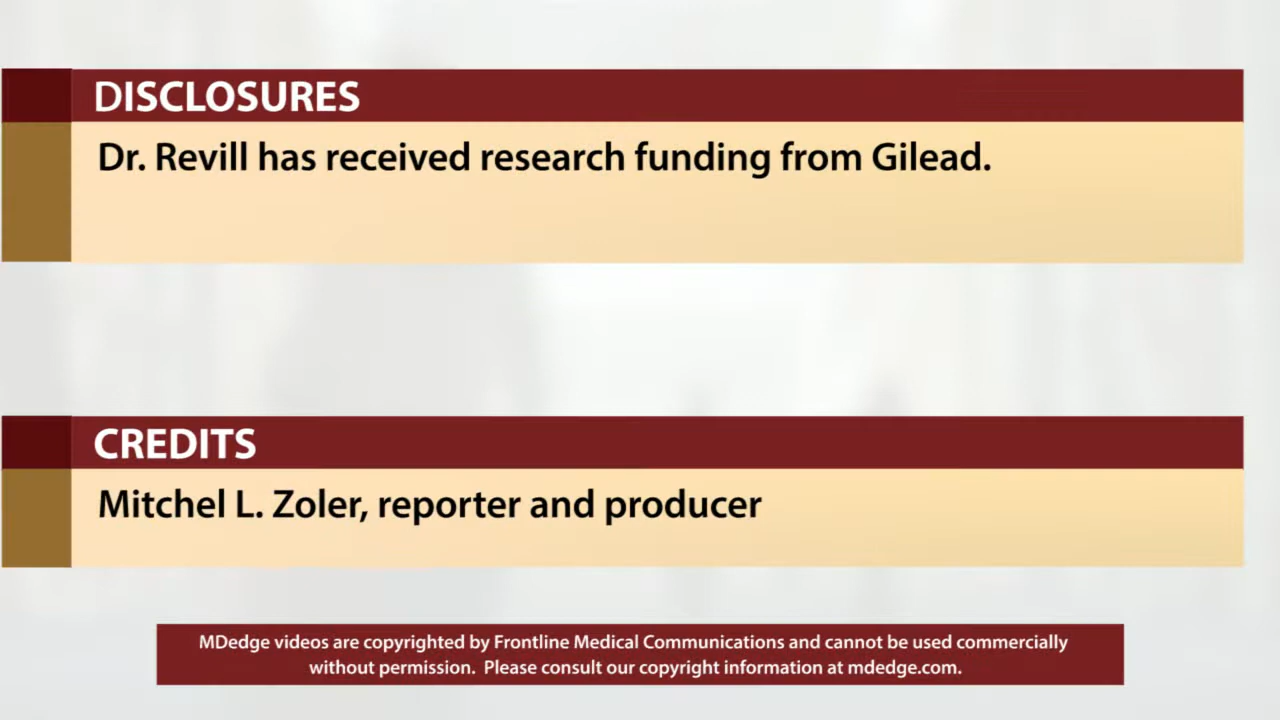 DISCLOSURES
Dr. Revill has received research funding from Gilead.
CREDITS
Mitchel L. Zoler, reporter and producer
MDedge videos are copyrighted by Frontline Medical Communications and cannot be used commercially
without permission.  Please consult our copyright information at mdedge.com.